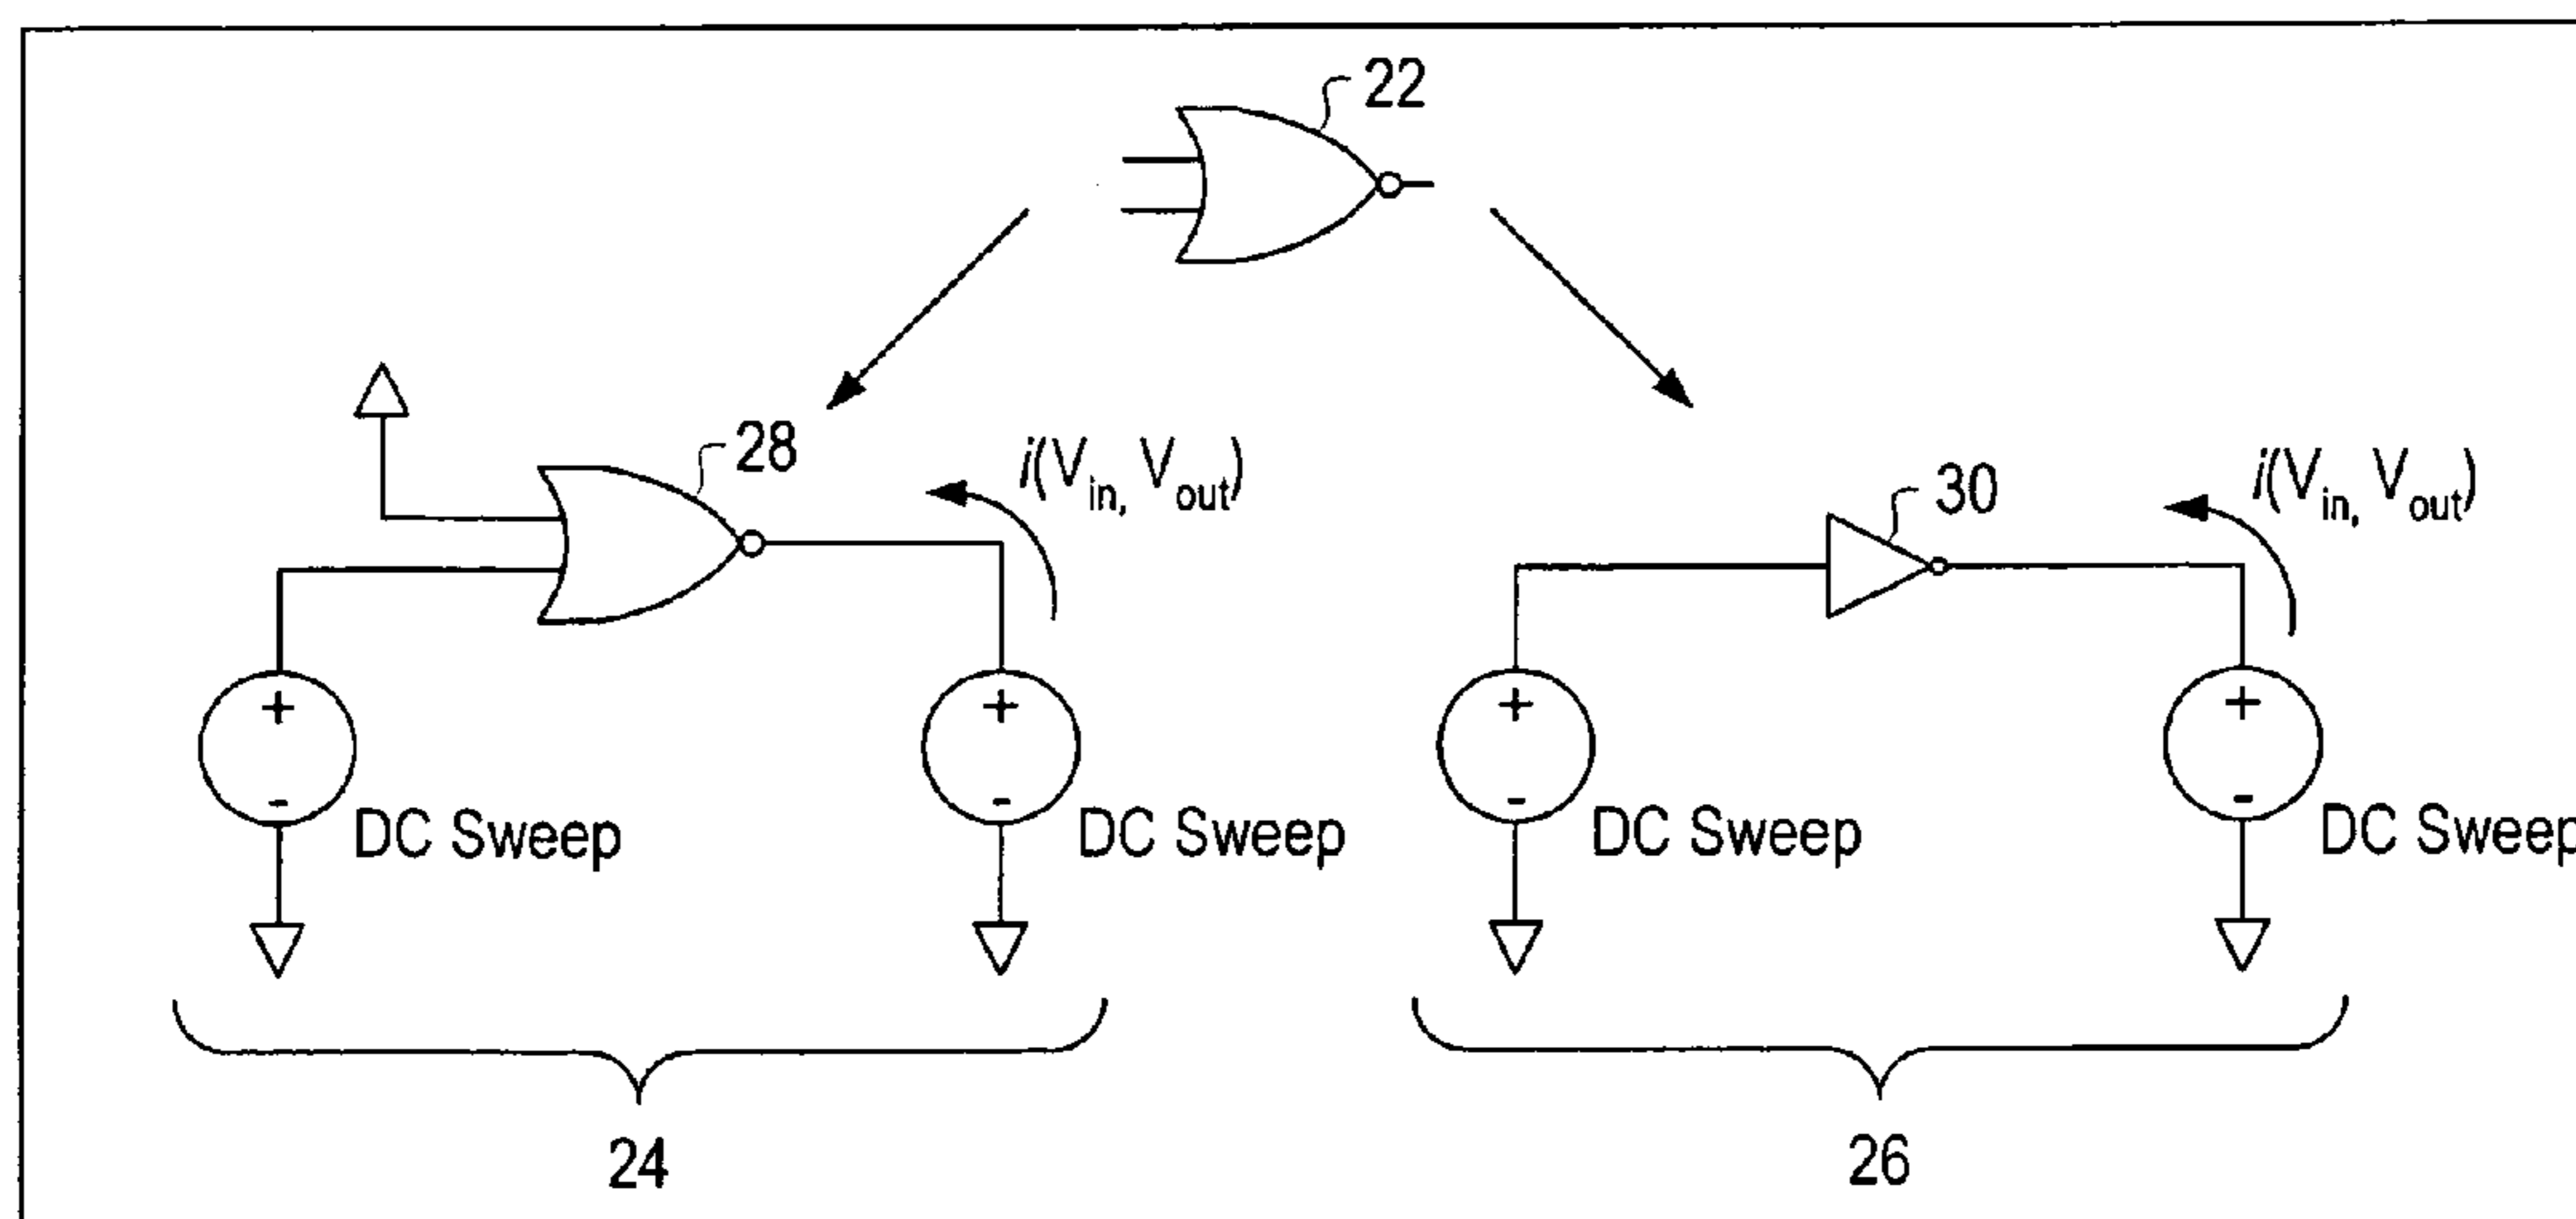 22
28
i(Vin, Vout)
30
i(Vin, Vout)
+
+
+
+
-
-
-
-
DC Sweep
DC Sweep
DC Sweep
DC Sweep
24
26